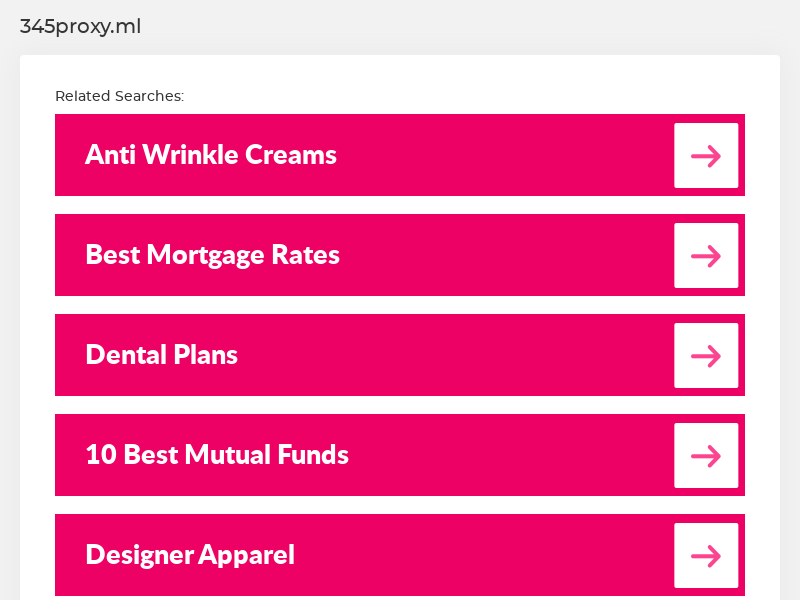 345proxy.ml
Related Searches:
Anti Wrinkle Creams
Best Mortgage Rates
Dental Plans
10 Best Mutual Funds
Designer Apparel